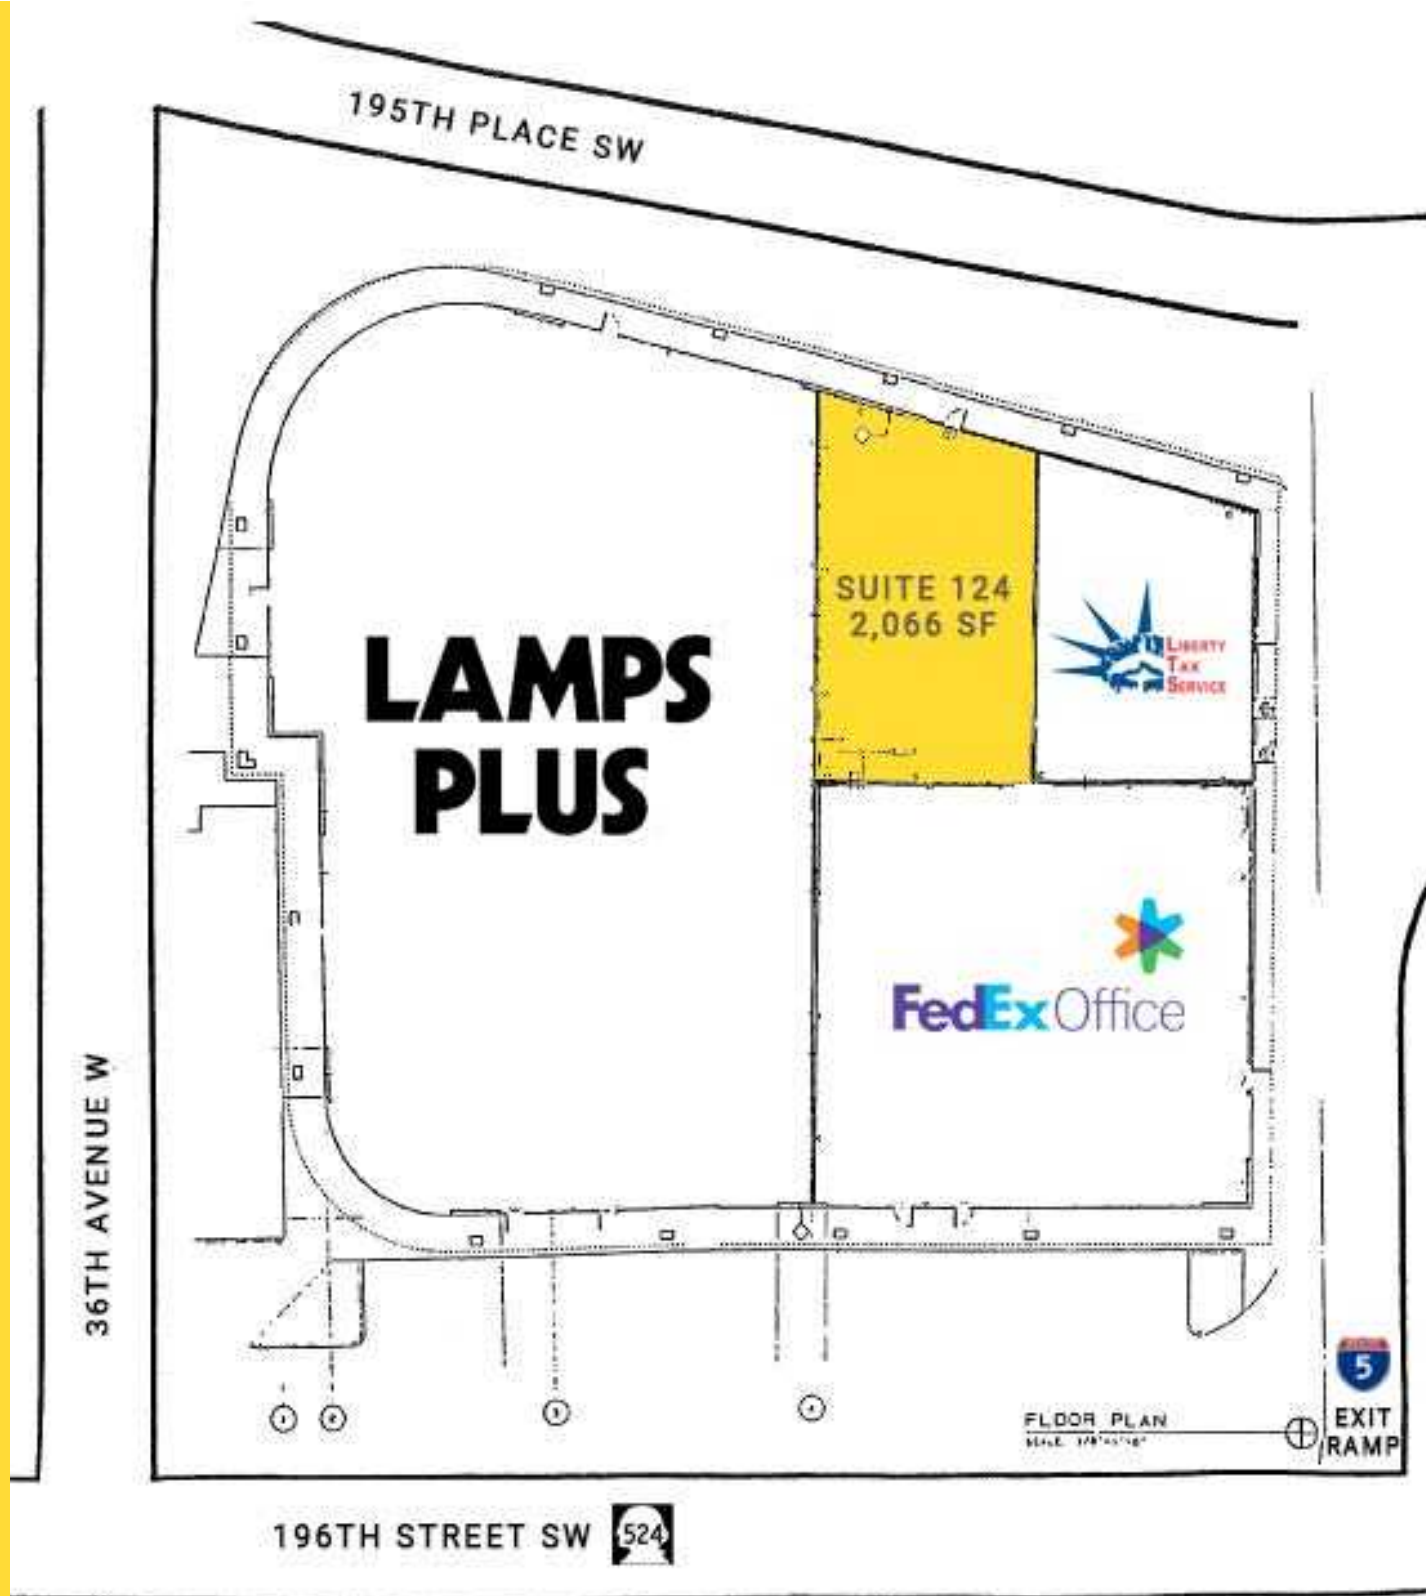 195TH PLACE SW
SUITE 124
2,066 SF
LAMPS
PLUS
LIBERTY
TAX
SERVICE
FedEx Office
36TH AVENUE W
5
EXIT
RAMP
FLOOR PLAN
196TH STREET SW 524